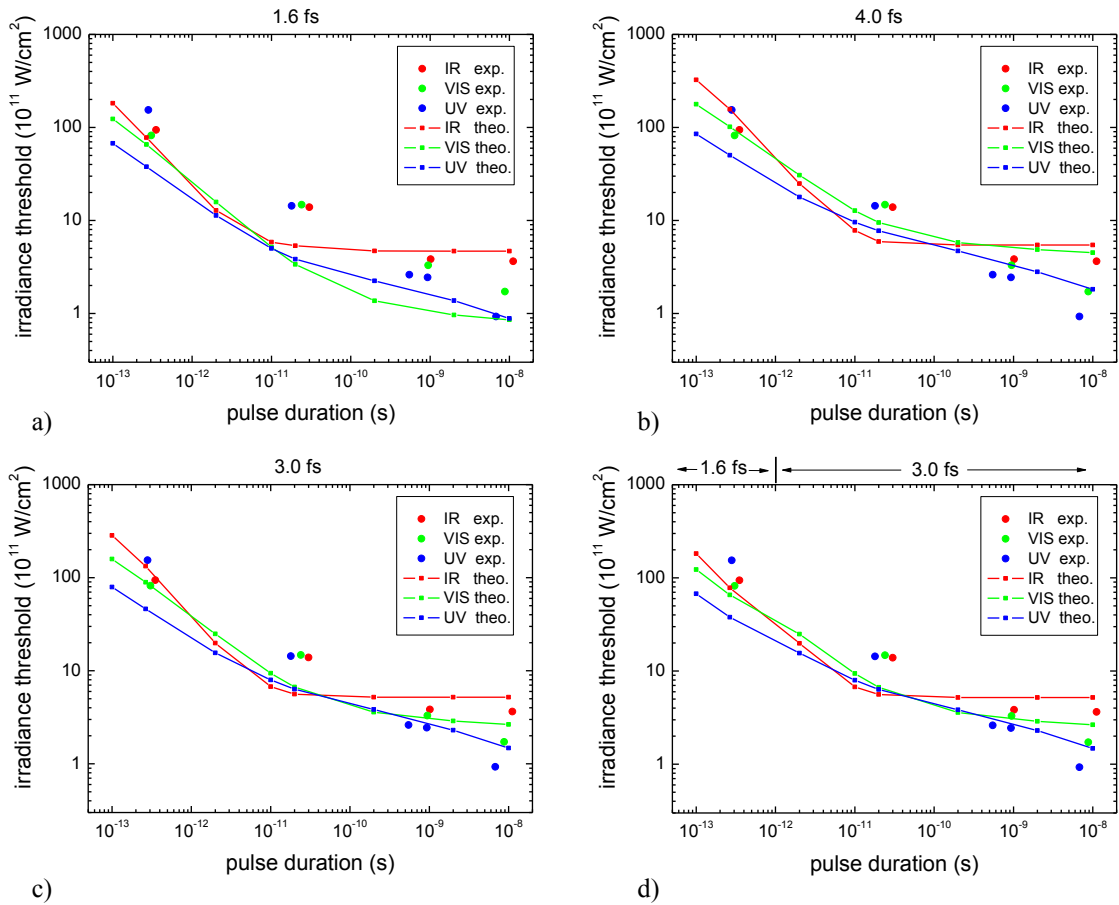 1.6 fs
irradiance threshold (10¹¹ W/cm²)
1000
100
10
1
IR exp.
VIS exp.
UV exp.
IR theo.
VIS theo.
UV theo.
10⁻¹³ 10⁻¹² 10⁻¹¹ 10⁻¹⁰ 10⁻⁹ 10⁻⁸
pulse duration (s)
a)
4.0 fs
irradiance threshold (10¹¹ W/cm²)
1000
100
10
1
IR exp.
VIS exp.
UV exp.
IR theo.
VIS theo.
UV theo.
10⁻¹³ 10⁻¹² 10⁻¹¹ 10⁻¹⁰ 10⁻⁹ 10⁻⁸
pulse duration (s)
b)
3.0 fs
irradiance threshold (10¹¹ W/cm²)
1000
100
10
1
IR exp.
VIS exp.
UV exp.
IR theo.
VIS theo.
UV theo.
10⁻¹³ 10⁻¹² 10⁻¹¹ 10⁻¹⁰ 10⁻⁹ 10⁻⁸
pulse duration (s)
c)
1.6 fs 3.0 fs
irradiance threshold (10¹¹ W/cm²)
1000
100
10
1
IR exp.
VIS exp.
UV exp.
IR theo.
VIS theo.
UV theo.
10⁻¹³ 10⁻¹² 10⁻¹¹ 10⁻¹⁰ 10⁻⁹ 10⁻⁸
pulse duration (s)
d)